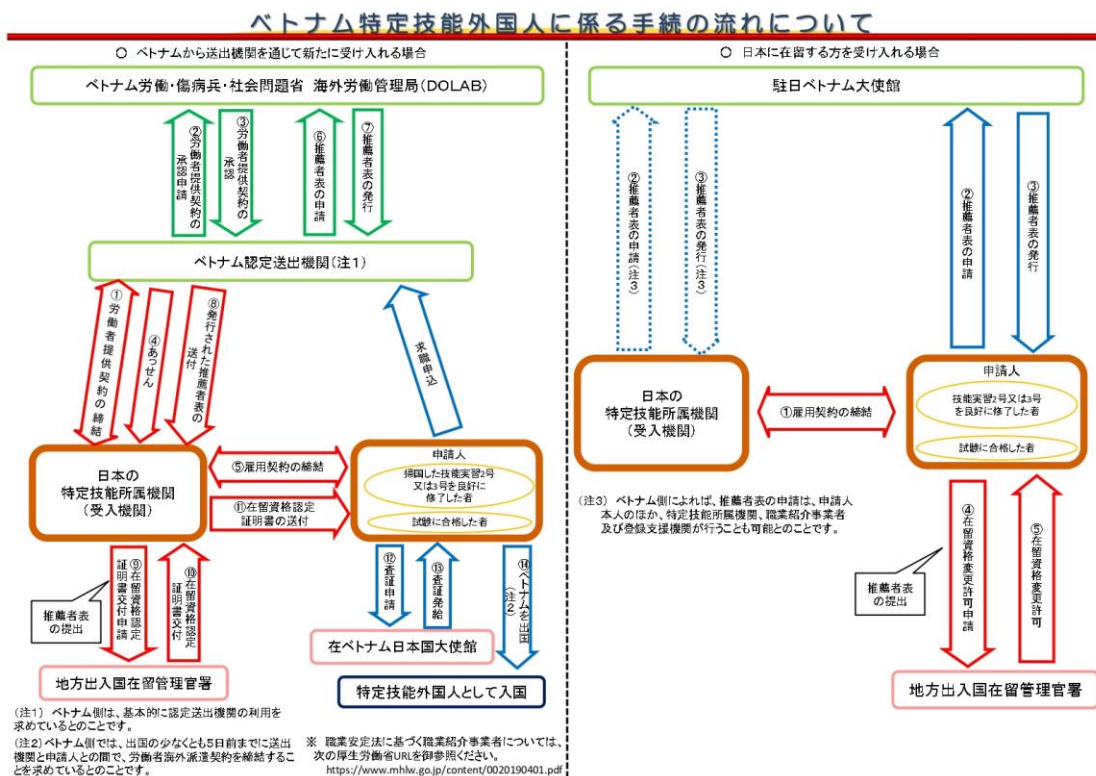 ベトナム特定技能外国人に係る手続の流れについて
○ ベトナムから送出機関を通じて新たに受け入れる場合
ベトナム労働・傷病兵・社会問題省 海外労働管理局(DOLAB)
②労働者提供契約の
承認申請
③労働者提供契約の
承認
⑥推薦者表の申請
⑦推薦者表の発行
ベトナム認定送出機関(注1)
①労働者提供契約の締結
④あっせん
⑧発行された推薦者表の
送付
求職申込
日本の
特定技能所属機関
(受入機関)
⑤雇用契約の締結
⑪在留資格認定
証明書の送付
申請人
帰国した技能実習2号
又は3号を良好に
修了した者
試験に合格した者
推薦者表
の提出
⑨在留資格認定
証明書交付申請
⑩在留資格認定
証明書交付
⑫査証申請
⑬査証発給
⑭ベトナムを出国
(注2)
在ベトナム日本国大使館
地方出入国在留管理官署
特定技能外国人として入国
(注1) ベトナム側は、基本的に認定送出機関の利用を
求めているとのことです。
(注2)ベトナム側では、出国の少なくとも5日前までに送出
機関と申請人との間で、労働者海外派遣契約を締結するこ
とを求めているとのことです。
※ 職業安定法に基づく職業紹介事業者については、
次の厚生労働省URLを御参照ください。
https://www.mhlw.go.jp/content/0020190401.pdf
○ 日本に在留する方を受け入れる場合
駐日ベトナム大使館
②推薦者表の申請(注3)
③推薦者表の発行(注3)
②推薦者表の申請
③推薦者表の発行
日本の
特定技能所属機関
(受入機関)
①雇用契約の締結
申請人
技能実習2号又は3号
を良好に修了した者
試験に合格した者
(注3) ベトナム側によれば、推薦者表の申請は、申請人
本人のほか、特定技能所属機関、職業紹介事業者
及び登録支援機関が行うことも可能とのことです。
推薦者表
の提出
④在留資格変更許可申請
⑤在留資格変更許可
地方出入国在留管理官署